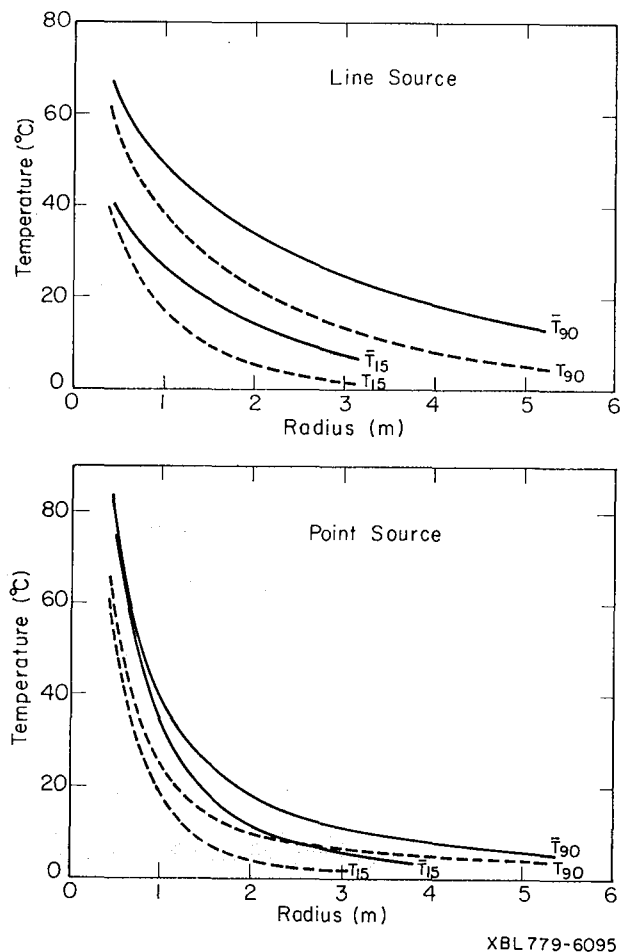 80
60
40
20
0
Temperature (°C)
Line Source
T̄90
T90
T̄15
T15
0 1 2 3 4 5 6
Radius (m)
80
60
40
20
0
Temperature (°C)
Point Source
T̄90
T90
T15 T̄15
0 1 2 3 4 5 6
Radius (m)
XBL 779-6095